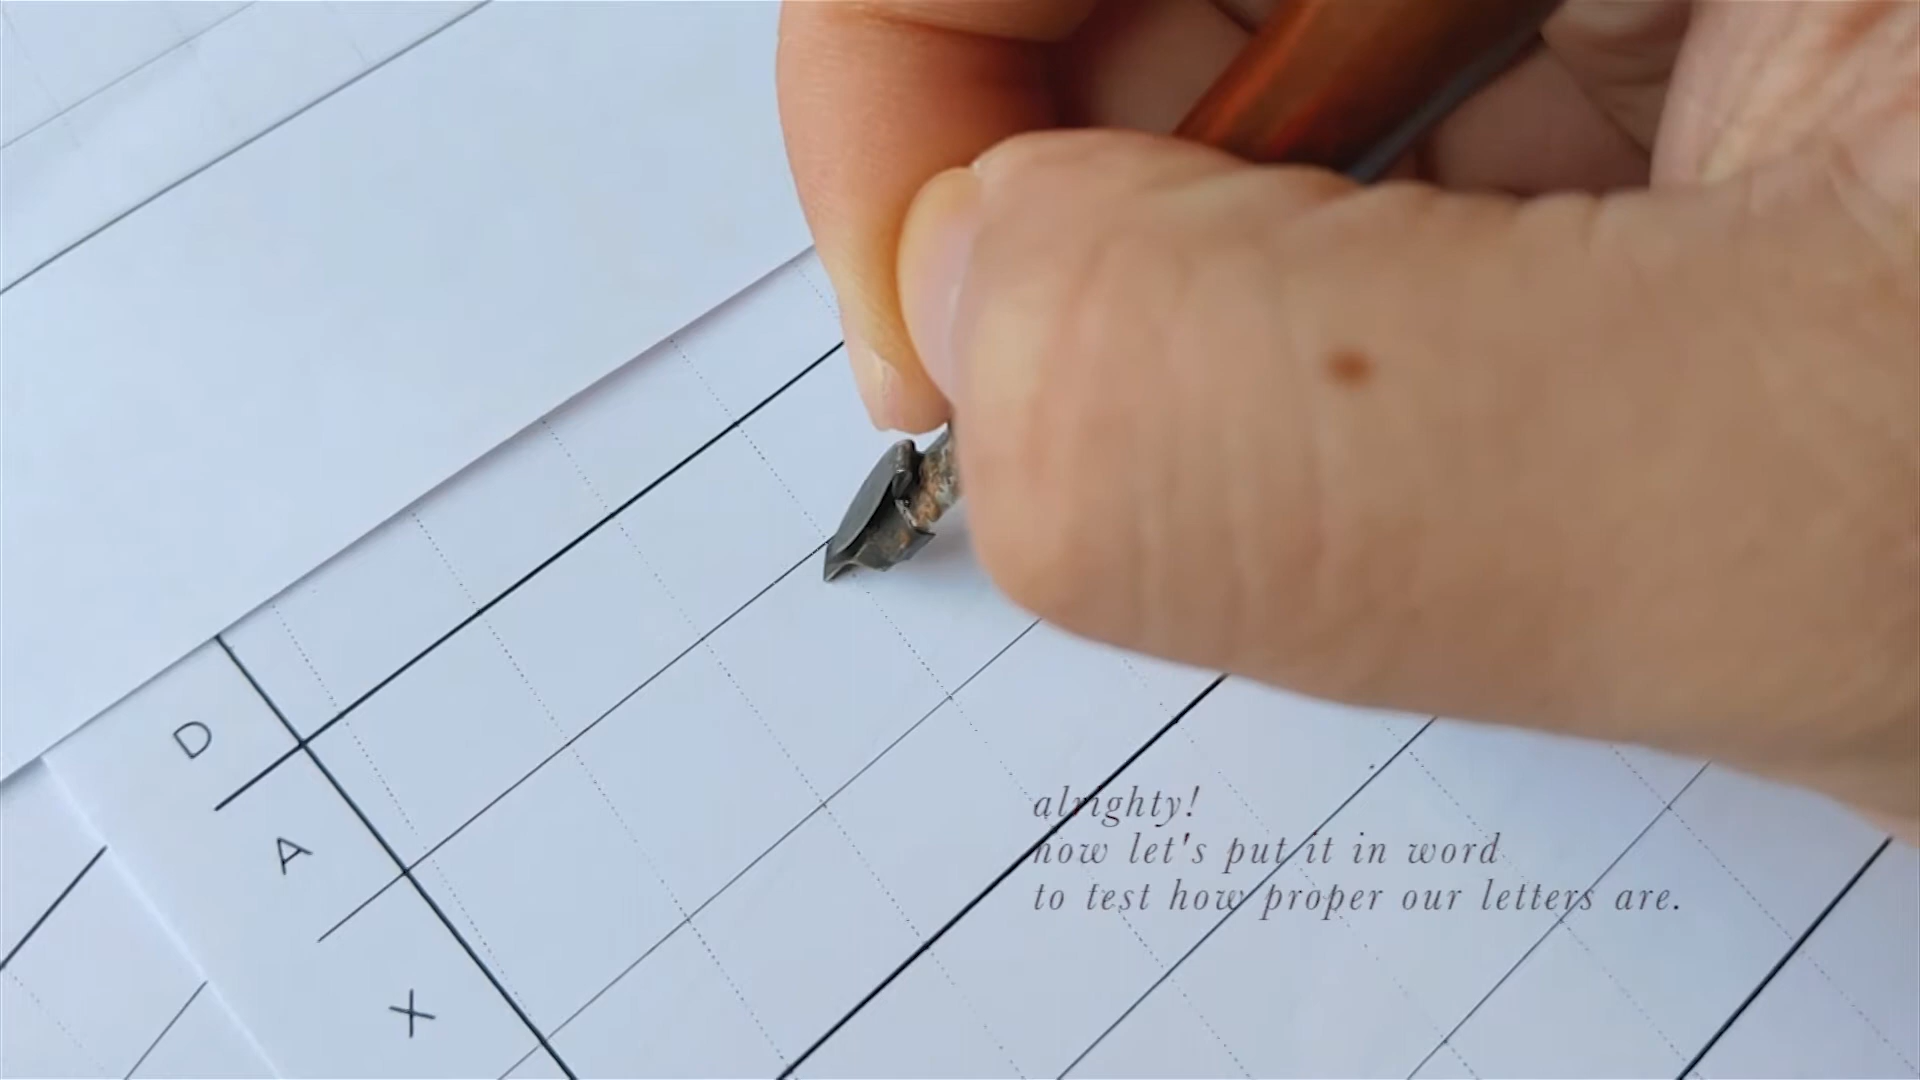 D
A
X
alrighty!
now let's put it in word
to test how proper our letters are.